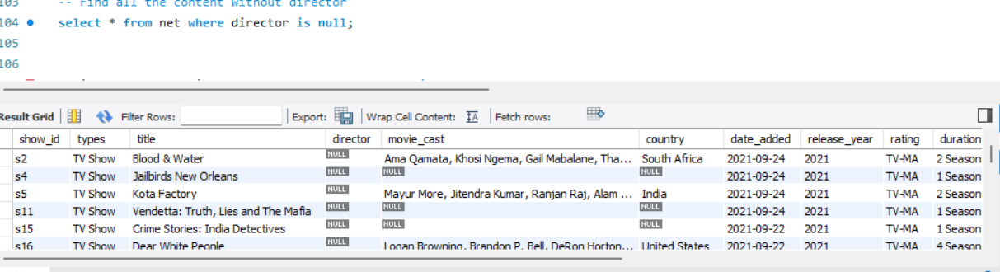 103 -- Find all the content without director
104 select * from net where director is null;
105
106
Result Grid Filter Rows: Export: Wrap Cell Content: IA Fetch rows:
show_id types title director movie_cast country date_added release_year rating duration
s2 TV Show Blood & Water NULL Ama Qamata, Khosi Ngema, Gail Mabalane, Tha... South Africa 2021-09-24 2021 TV-MA 2 Season
s4 TV Show Jailbirds New Orleans NULL NULL NULL 2021-09-24 2021 TV-MA 1 Season
s5 TV Show Kota Factory NULL Mayur More, Jitendra Kumar, Ranjan Raj, Alam ... India 2021-09-24 2021 TV-MA 2 Season
s11 TV Show Vendetta: Truth, Lies and The Mafia NULL NULL NULL 2021-09-24 2021 TV-MA 1 Season
s15 TV Show Crime Stories: India Detectives NULL NULL NULL 2021-09-22 2021 TV-MA 1 Season
s16 TV Show Dear White People NULL Logan Browning, Brandon P. Bell, DeRon Horton... United States 2021-09-22 2021 TV-MA 4 Season